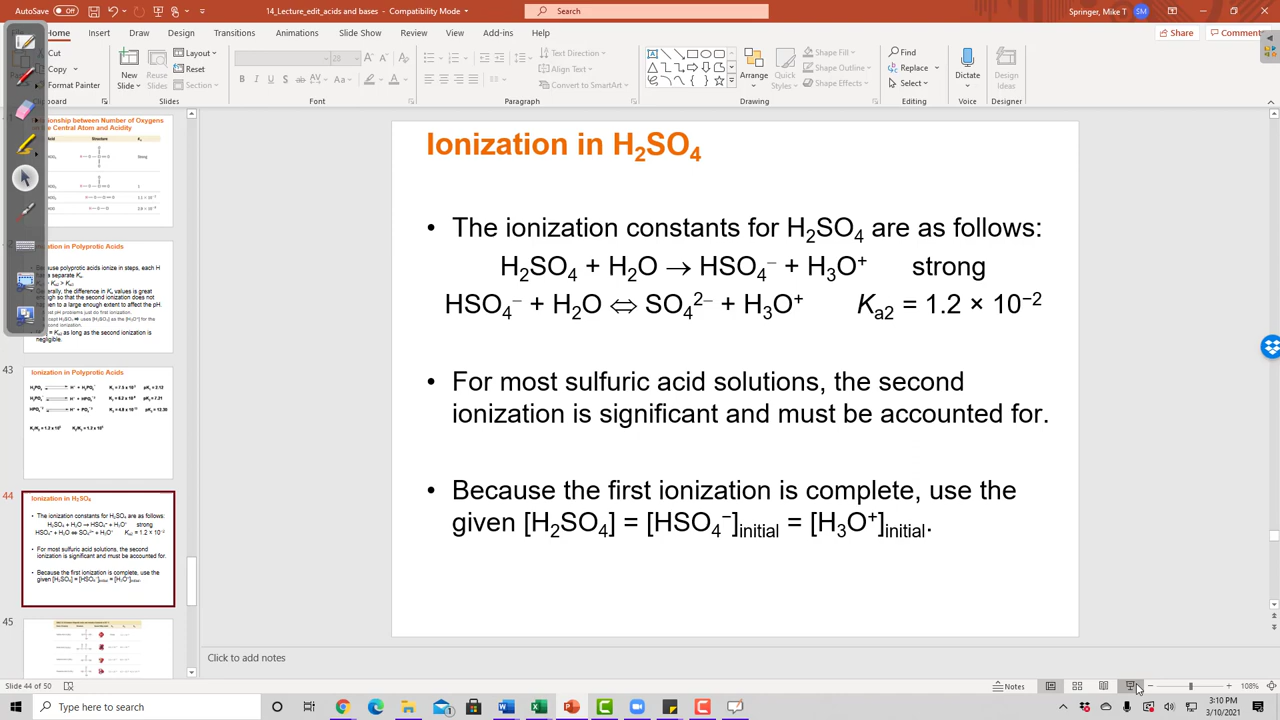 AutoSave Off
14_Lecture_edit_acids and bases - Compatibility Mode
Search
Springer, Mike T SM
Home Insert Draw Design Transitions Animations Slide Show Review View Add-ins Help
Share
Cut
Copy
Format Painter
New Slides
Reuse Slides
Layout
Reset
Section
28
Text Direction
Align Text
Convert to SmartArt
Arrange
Quick Styles
Shape Fill
Shape Outline
Shape Effects
Find
Replace
Select
Dictate
Design Ideas
Slides
Font
Paragraph
Drawing
Editing
Voice
Designer
43
44
45
Ionization in Polyprotic Acids
Ionization in H₂SO₄
Ionization in H₂SO₄
• The ionization constants for H₂SO₄ are as follows:
H₂SO₄ + H₂O → HSO₄⁻ + H₃O⁺ strong
HSO₄⁻ + H₂O ⇔ SO₄²⁻ + H₃O⁺ Kₐ₂ = 1.2 × 10⁻²
• For most sulfuric acid solutions, the second
ionization is significant and must be accounted for.
• Because the first ionization is complete, use the
given [H₂SO₄] = [HSO₄⁻]initial = [H₃O⁺]initial.
Click to add notes
Slide 44 of 50
Notes
108%
Type here to search
3:10 PM
3/10/2021